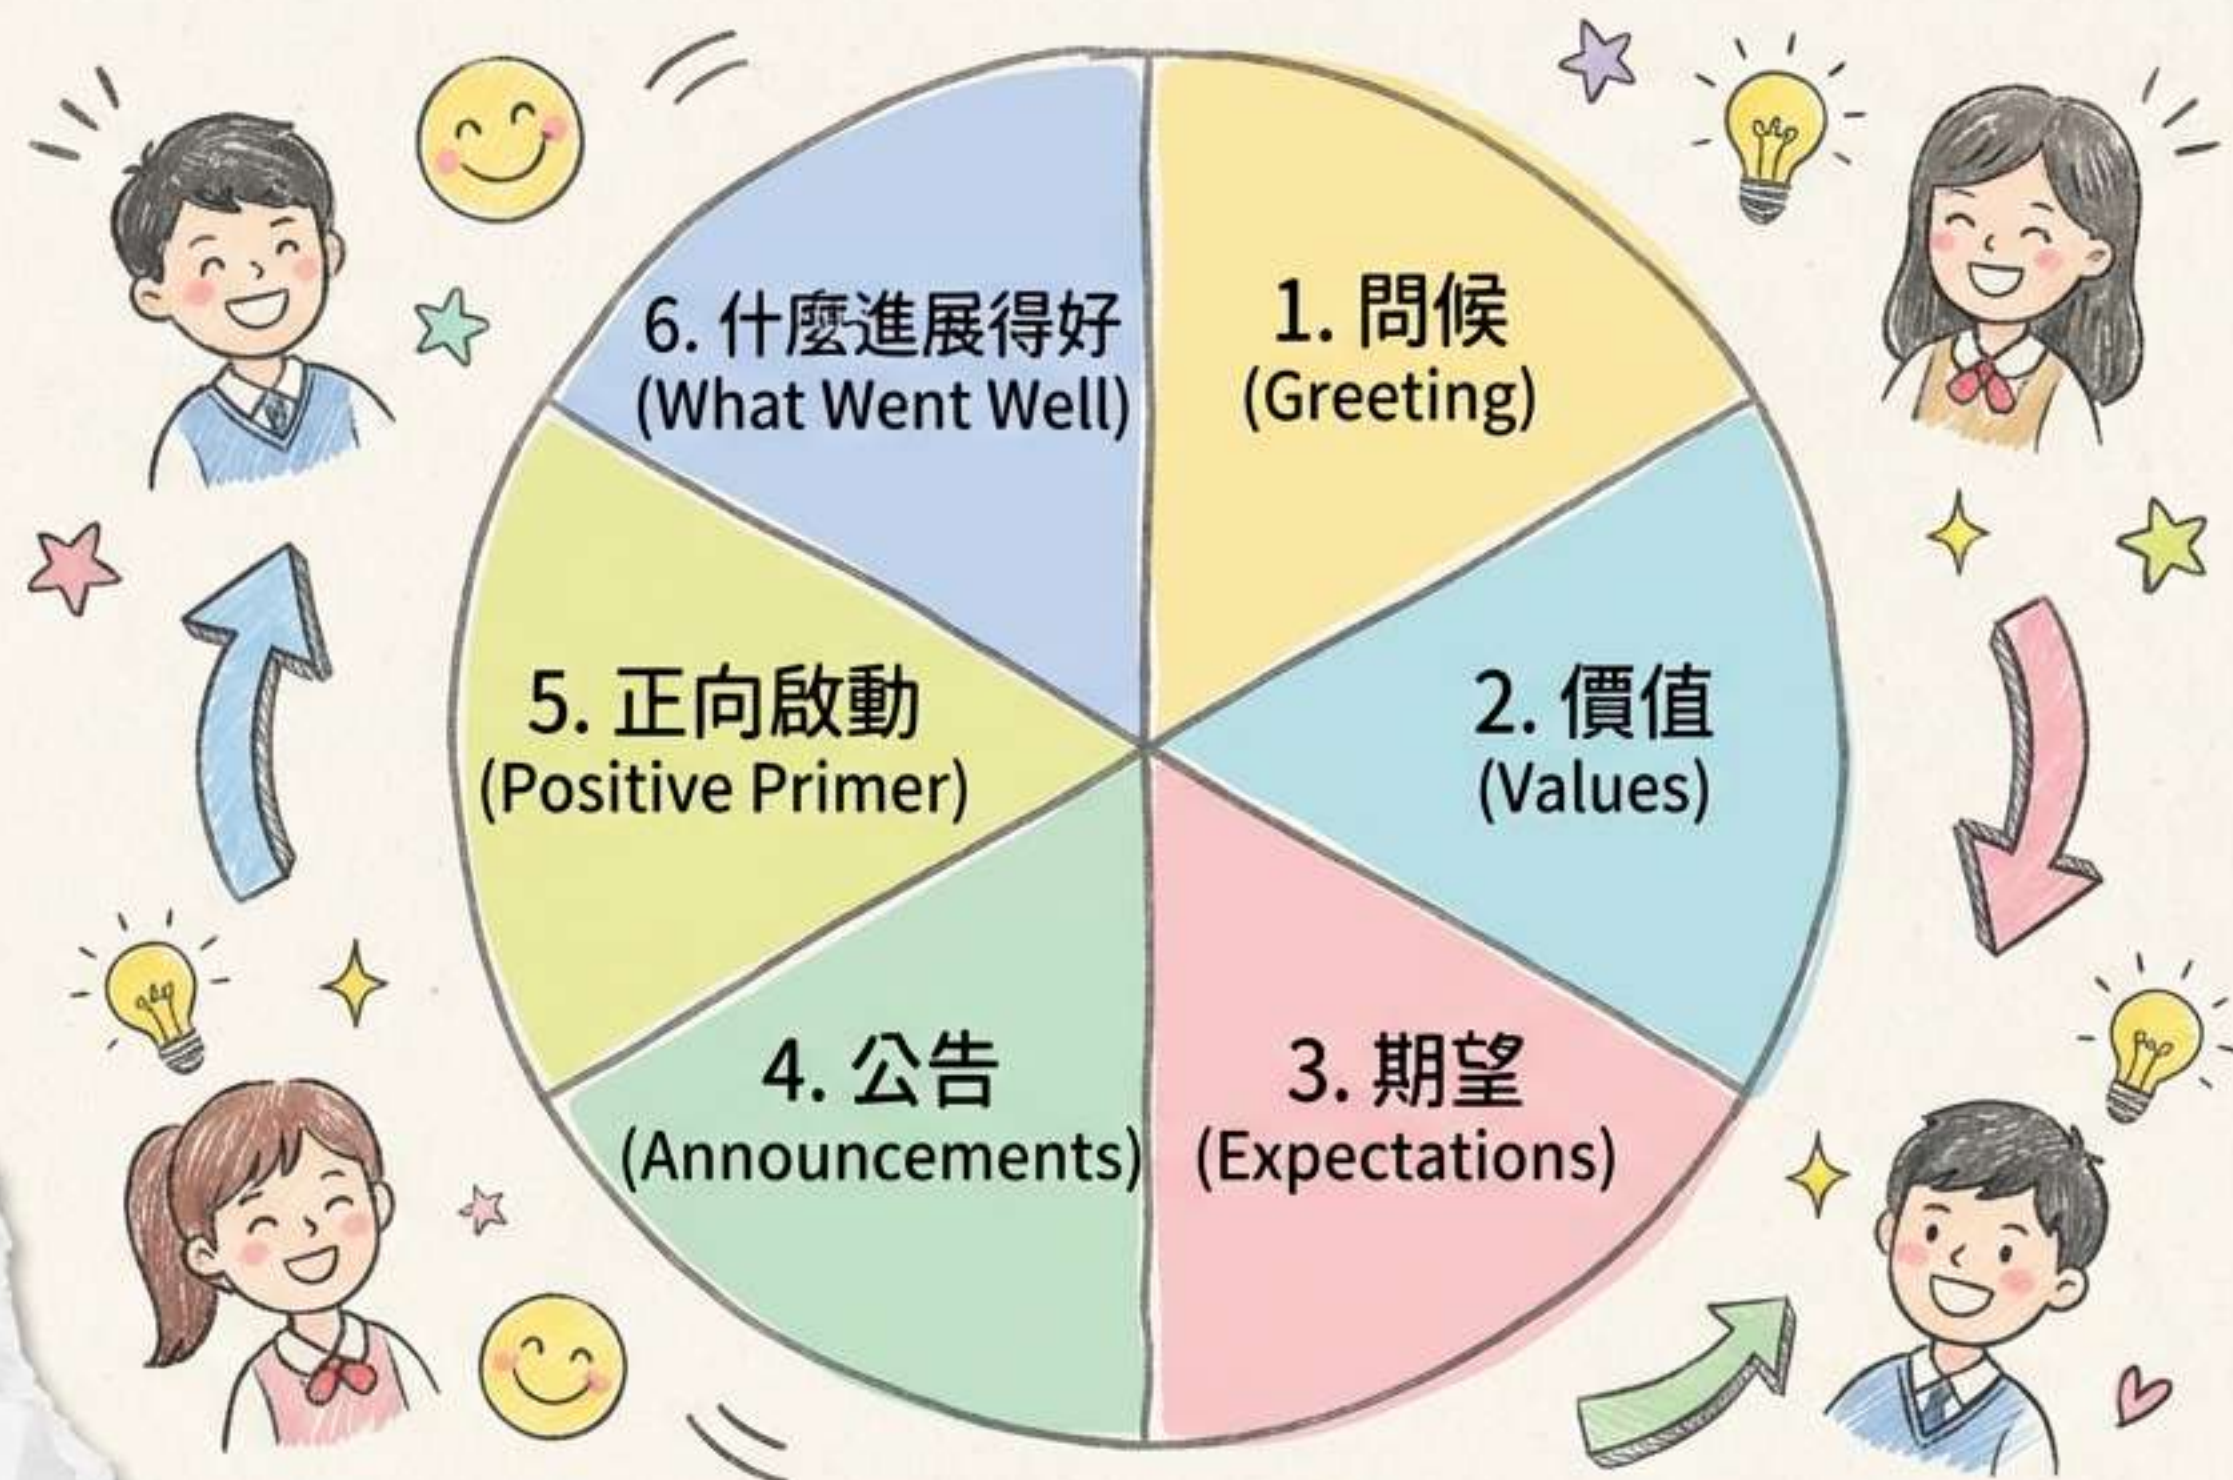 1. 問候
(Greeting)
2. 價值
(Values)
3. 期望
(Expectations)
4. 公告
(Announcements)
5. 正向啟動
(Positive Primer)
6. 什麼進展得好
(What Went Well)